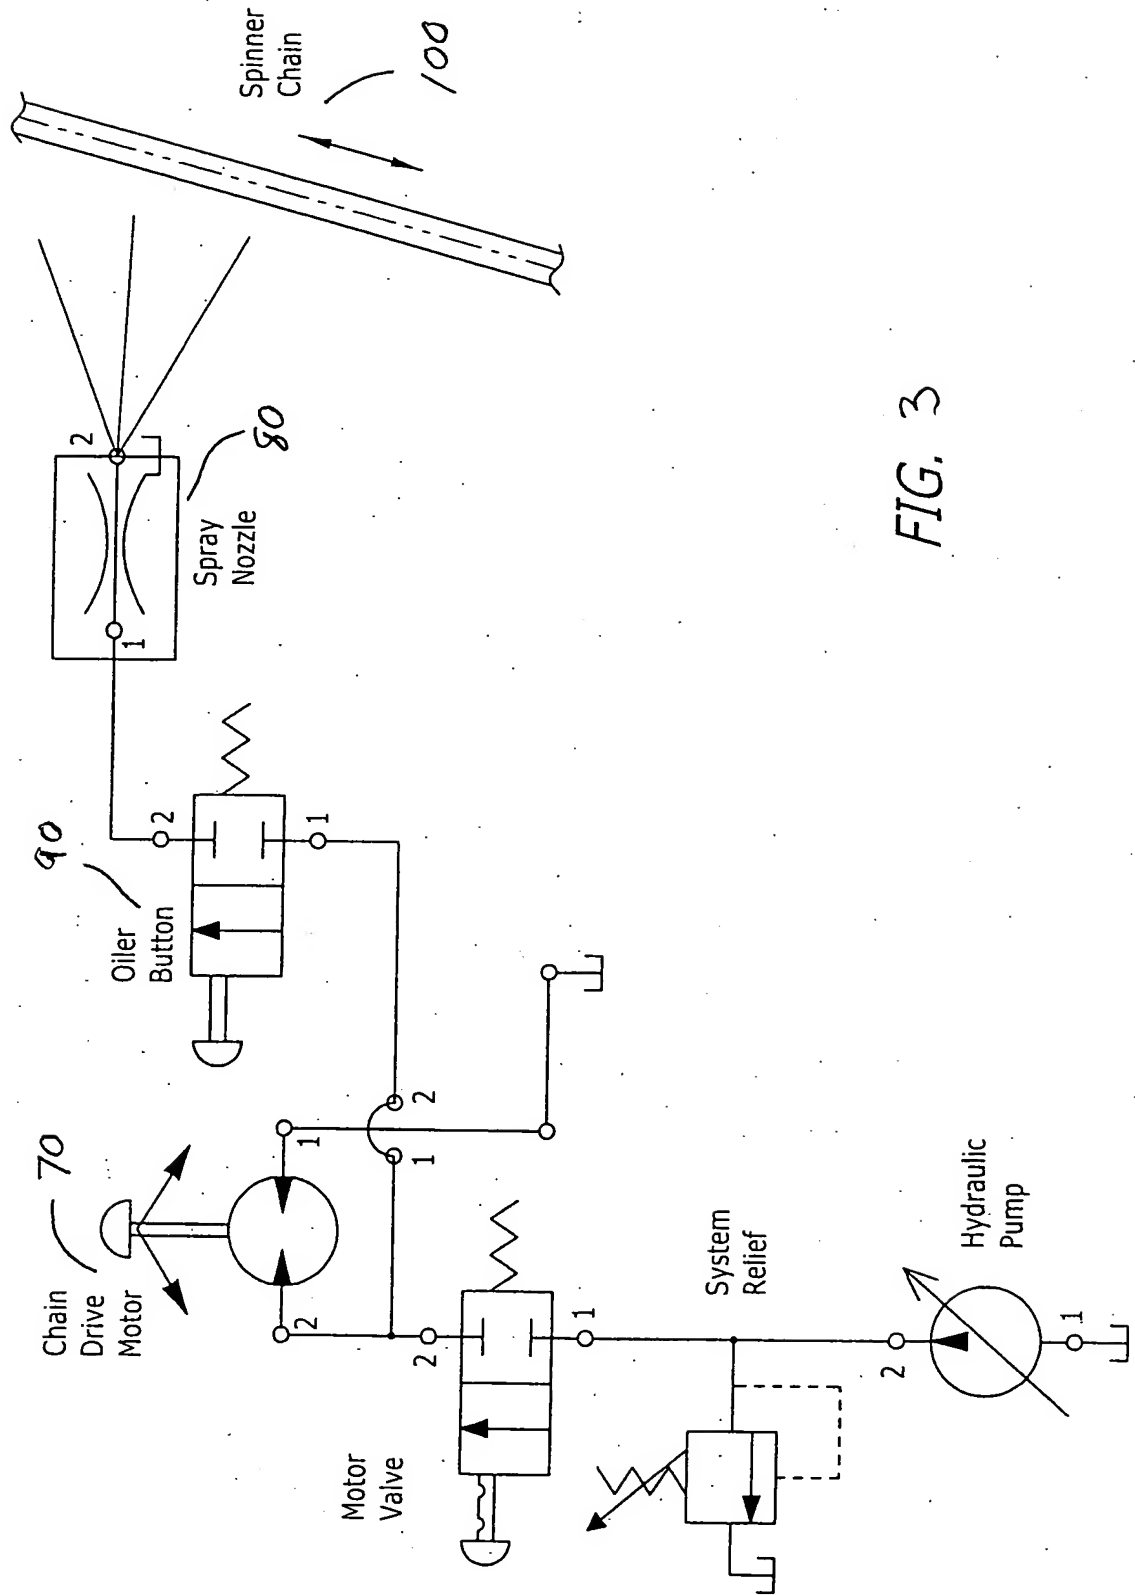 Spinner
Chain
100
2
1
Spray
Nozzle
80
90
Oiler
Button
2
1
70
Chain
Drive
Motor
1
2
1
2
2
1
Motor
Valve
System
Relief
Hydraulic
Pump
2
1
FIG. 3